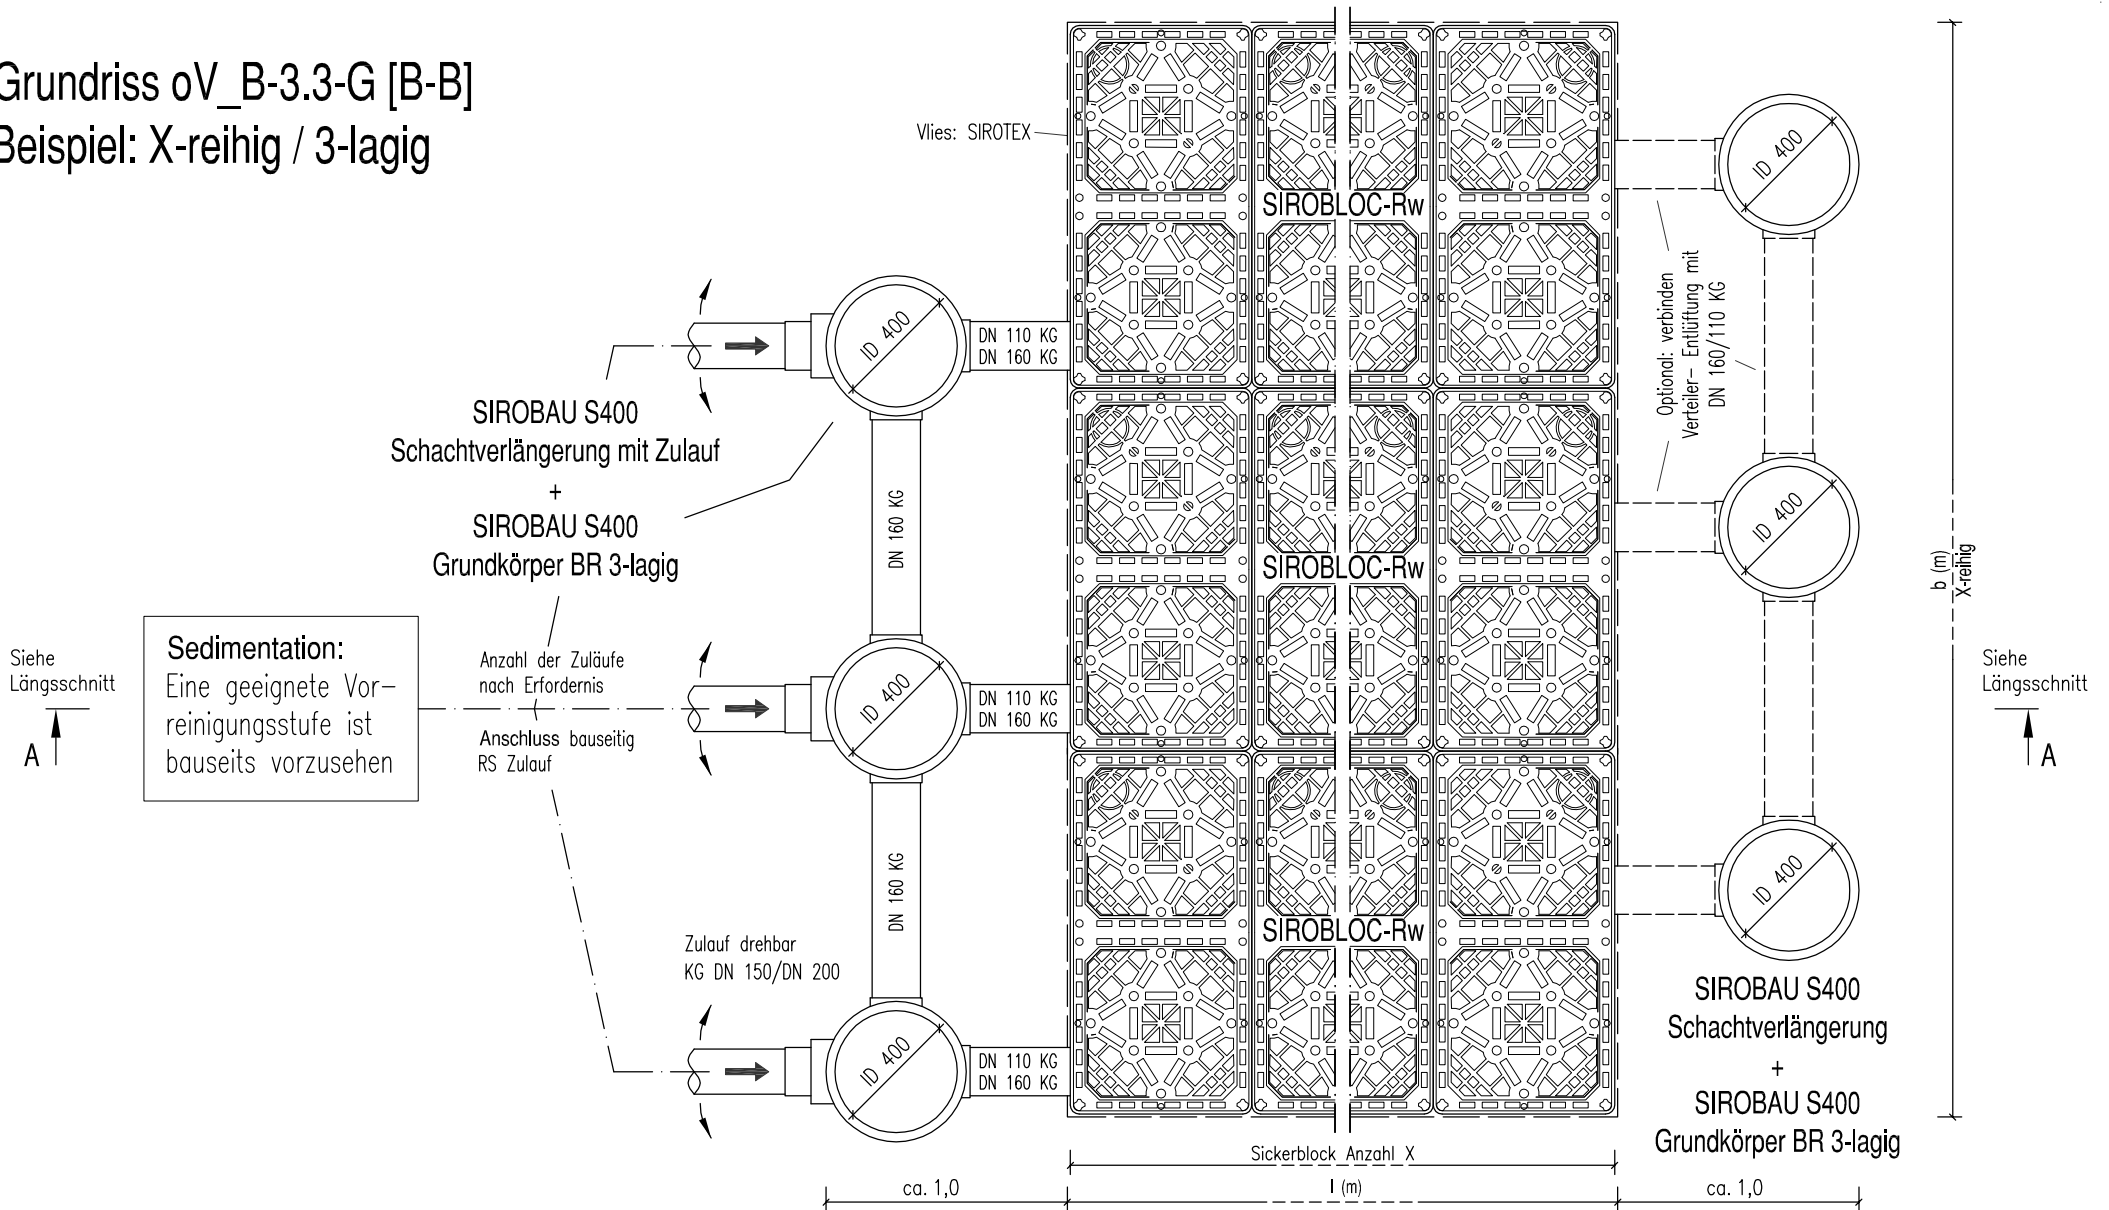 Grundriss oV_B-3.3-G [B-B]
Beispiel: X-reihig / 3-lagig
Vlies: SIROTEX
SIROBLOC-Rw
SIROBLOC-Rw
SIROBLOC-Rw
ID 400
ID 400
ID 400
ID 400
ID 400
ID 400
DN 110 KG
DN 160 KG
DN 110 KG
DN 160 KG
DN 110 KG
DN 160 KG
DN 160 KG
DN 160 KG
SIROBAU S400
Schachtverlängerung mit Zulauf
+
SIROBAU S400
Grundkörper BR 3-lagig
Siehe
Längsschnitt
A
Sedimentation:
Eine geeignete Vor-
reinigungsstufe ist
bauseits vorzusehen
Anzahl der Zuläufe
nach Erfordernis
Anschluss bauseitig
RS Zulauf
Zulauf drehbar
KG DN 150/DN 200
Optional: verbinden
Verteiler- Entlüftung mit
DN 160/110 KG
b (m)
X-reihig
Siehe
Längsschnitt
A
SIROBAU S400
Schachtverlängerung
+
SIROBAU S400
Grundkörper BR 3-lagig
Sickerblock Anzahl X
ca. 1,0
l (m)
ca. 1,0